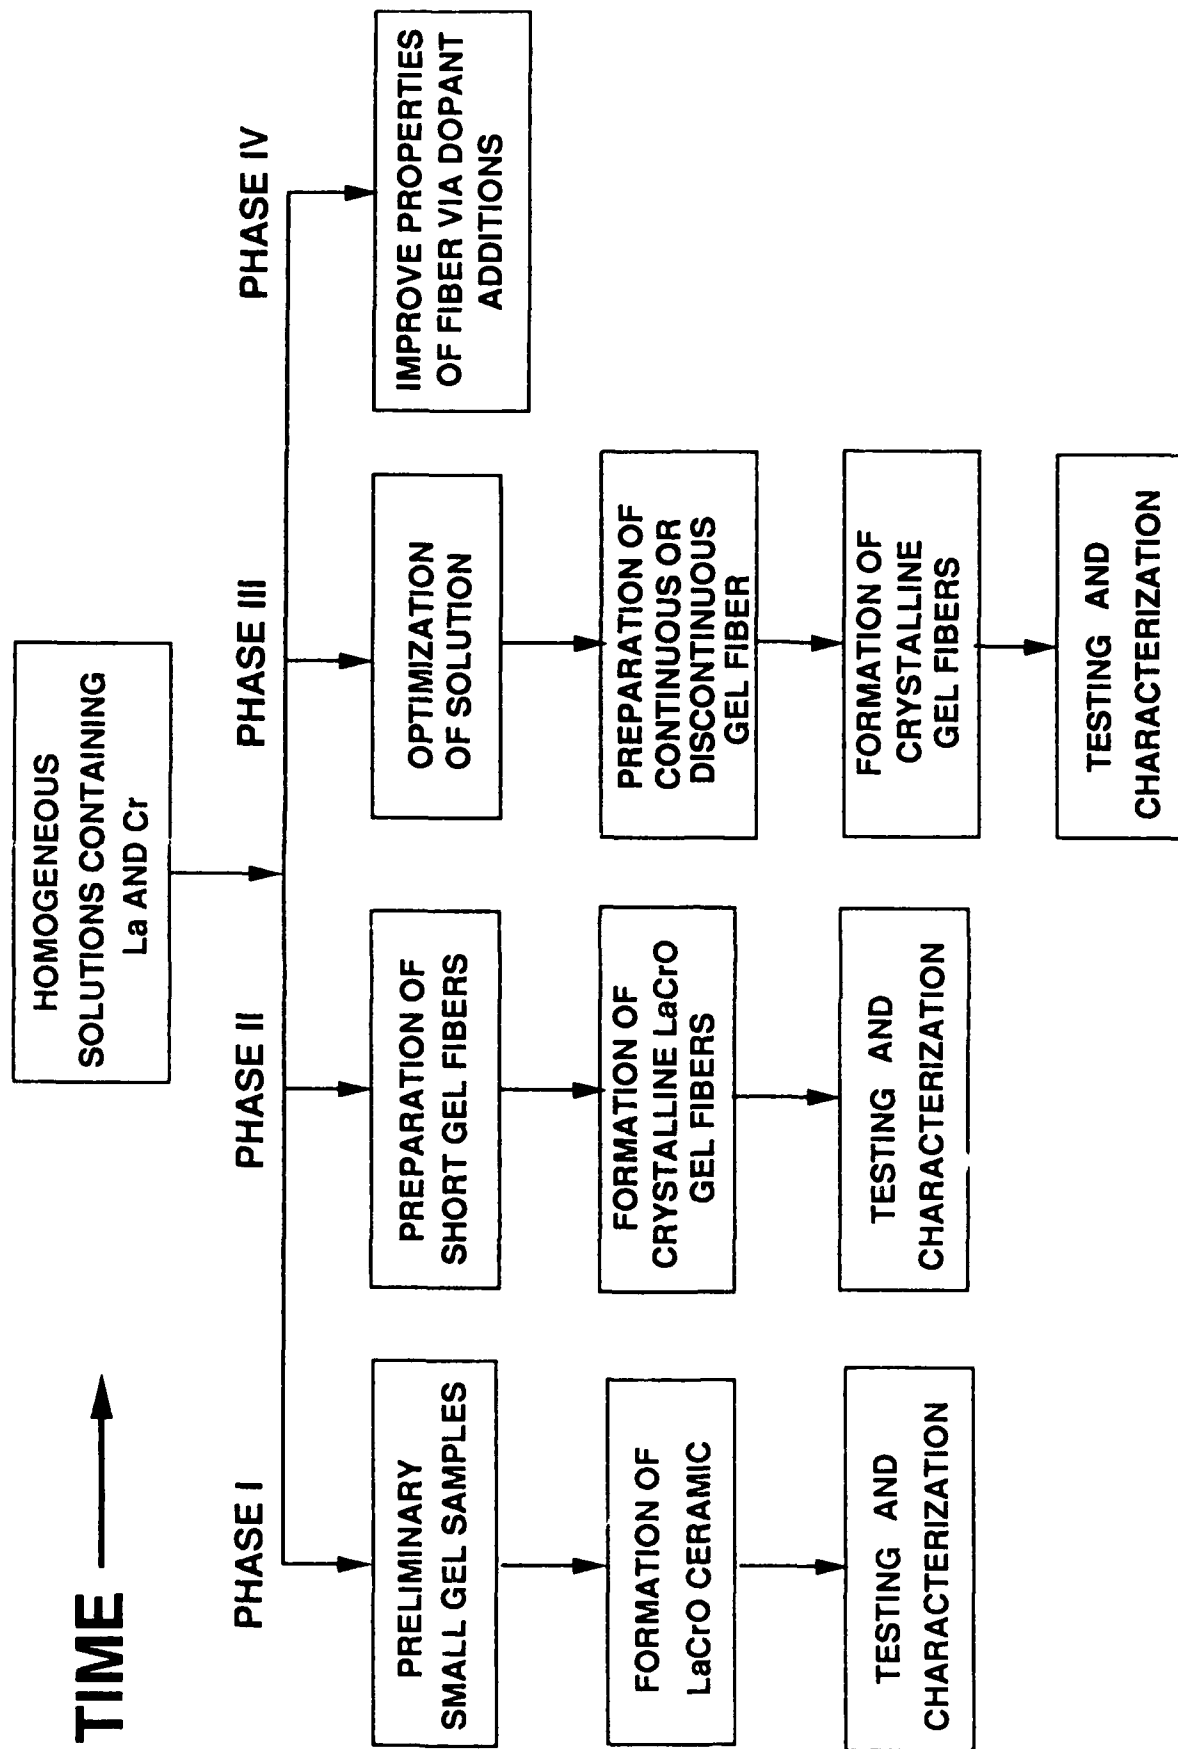 TIME
HOMOGENEOUS
SOLUTIONS CONTAINING
La AND Cr
PHASE I
PRELIMINARY
SMALL GEL SAMPLES
FORMATION OF
LaCrO CERAMIC
TESTING AND
CHARACTERIZATION
PHASE II
PREPARATION OF
SHORT GEL FIBERS
FORMATION OF
CRYSTALLINE LaCrO
GEL FIBERS
TESTING AND
CHARACTERIZATION
PHASE III
OPTIMIZATION
OF SOLUTION
PREPARATION OF
CONTINUOUS OR
DISCONTINUOUS
GEL FIBER
FORMATION OF
CRYSTALLINE
GEL FIBERS
TESTING AND
CHARACTERIZATION
PHASE IV
IMPROVE PROPERTIES
OF FIBER VIA DOPANT
ADDITIONS